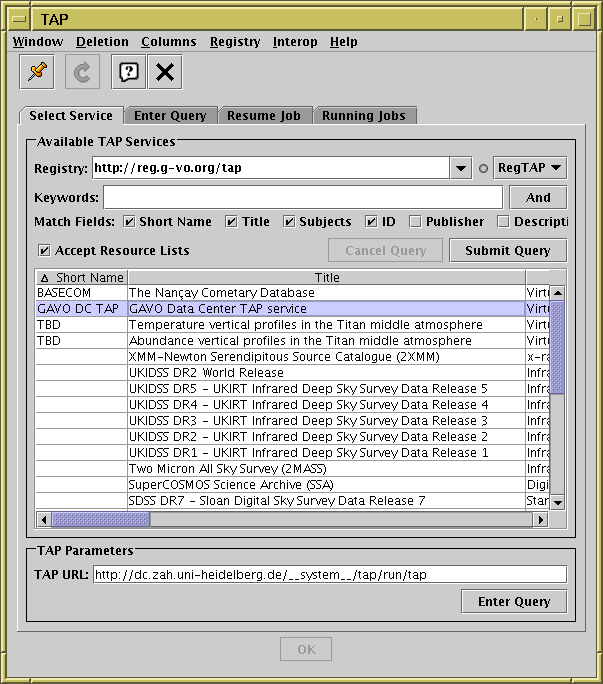 TAP
Window Deletion Columns Registry Interop Help
Select Service Enter Query Resume Job Running Jobs
Available TAP Services
Registry: http://reg.g-vo.org/tap RegTAP
Keywords: And
Match Fields: Short Name Title Subjects ID Publisher Descripti
Accept Resource Lists Cancel Query Submit Query
Short Name Title
BASECOM The Nançay Cometary Database Virtu
GAVO DC TAP GAVO Data Center TAP service Virtu
TBD Temperature vertical profiles in the Titan middle atmosphere Virtu
TBD Abundance vertical profiles in the Titan middle atmosphere Virtu
XMM-Newton Serendipitous Source Catalogue (2XMM) x-ra
UKIDSS DR2 World Release Infra
UKIDSS DR5 - UKIRT Infrared Deep Sky Survey Data Release 5 Infra
UKIDSS DR4 - UKIRT Infrared Deep Sky Survey Data Release 4 Infra
UKIDSS DR3 - UKIRT Infrared Deep Sky Survey Data Release 3 Infra
UKIDSS DR2 - UKIRT Infrared Deep Sky Survey Data Release 2 Infra
UKIDSS DR1 - UKIRT Infrared Deep Sky Survey Data Release 1 Infra
Two Micron All Sky Survey (2MASS) Infra
SuperCOSMOS Science Archive (SSA) Digi
SDSS DR7 - Sloan Digital Sky Survey Data Release 7 Star
TAP Parameters
TAP URL: http://dc.zah.uni-heidelberg.de/__system__/tap/run/tap
Enter Query
OK